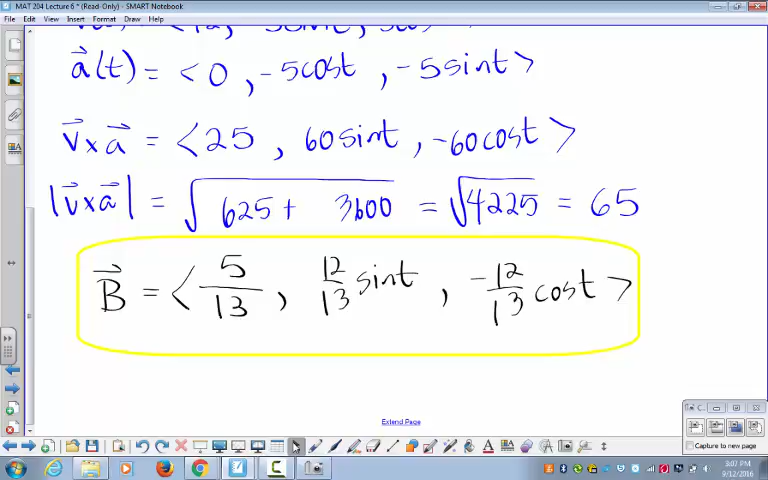 MAT 204 Lecture 6 * (Read-Only) - SMART Notebook
File Edit View Insert Format Draw Help
a⃗(t) = <0, -5cost, -5sint>
v⃗×a⃗ = <25, 60sint, -60cost>
|v⃗×a⃗| = √625+ 3600 = √4225 = 65
B⃗ = <5/13, 12/13 sint, -12/13 cost>
Extend Page
Capture to new page
3:07 PM
9/12/2016